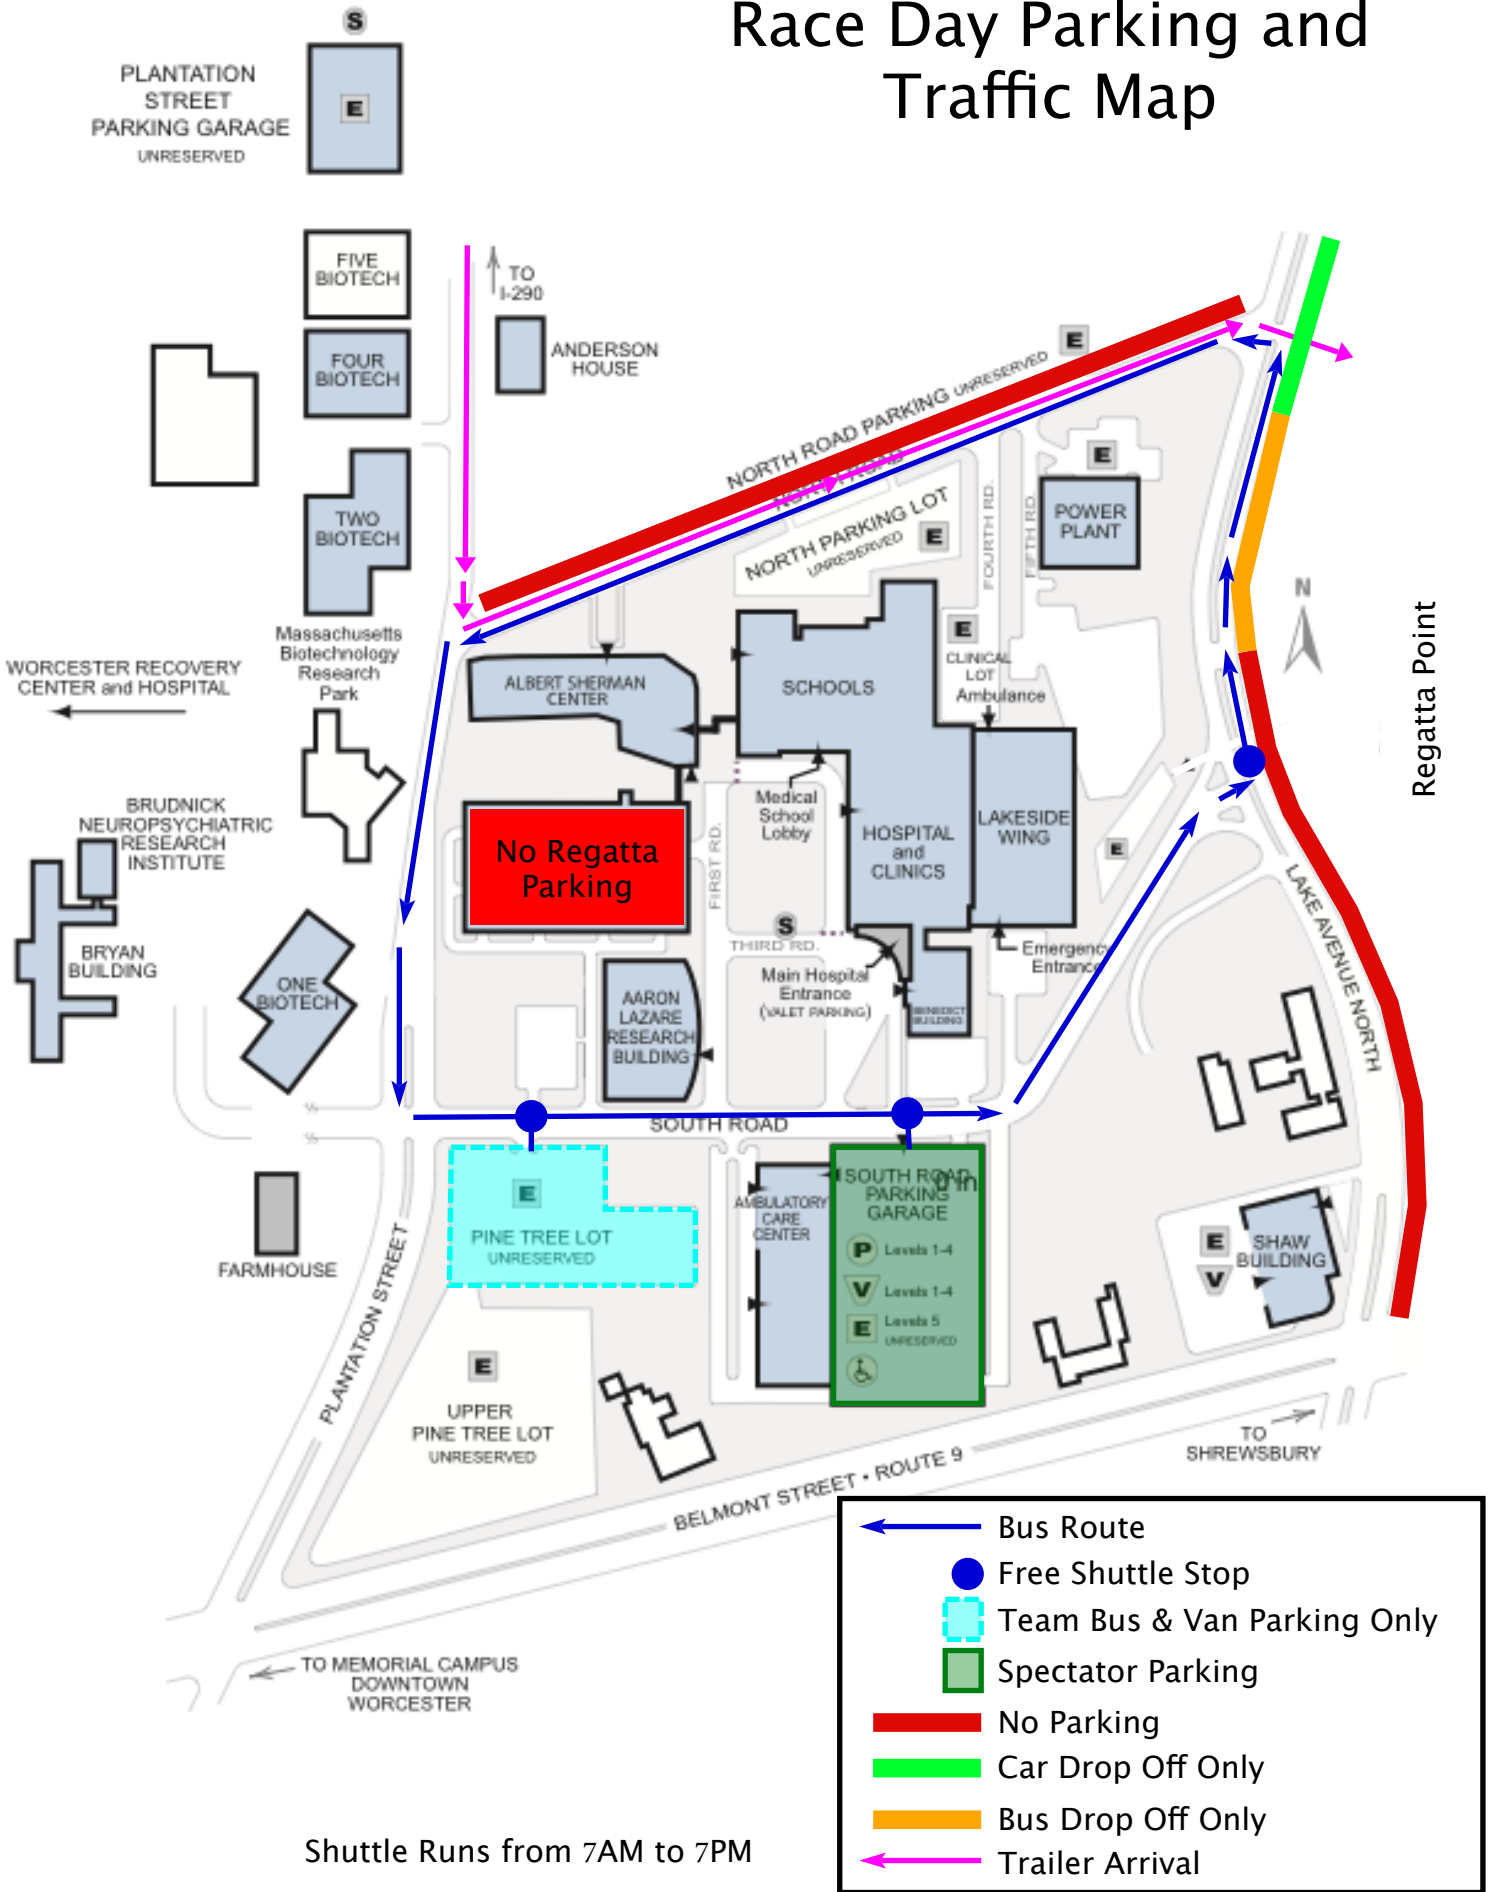 Race Day Parking and
Traffic Map
S
PLANTATION
STREET
PARKING GARAGE
UNRESERVED
E
FIVE
BIOTECH
TO
I-290
FOUR
BIOTECH
ANDERSON
HOUSE
E
NORTH ROAD PARKING UNRESERVED
NORTH ROAD
NORTH PARKING LOT
UNRESERVED
E
FOURTH RD.
FIFTH RD.
E
POWER
PLANT
TWO
BIOTECH
Massachusetts
Biotechnology
Research
Park
WORCESTER RECOVERY
CENTER and HOSPITAL
N
Regatta Point
ALBERT SHERMAN
CENTER
SCHOOLS
E
CLINICAL
LOT
Ambulance
BRUDNICK
NEUROPSYCHIATRIC
RESEARCH
INSTITUTE
Medical
School
Lobby
HOSPITAL
and
CLINICS
LAKESIDE
WING
E
No Regatta
Parking
FIRST RD.
S
THIRD RD.
LAKE AVENUE NORTH
BRYAN
BUILDING
ONE
BIOTECH
AARON
LAZARE
RESEARCH
BUILDING
Main Hospital
Entrance
(VALET PARKING)
Emergency
Entrance
BENEDICT
BUILDING
SOUTH ROAD
FARMHOUSE
PLANTATION STREET
E
PINE TREE LOT
UNRESERVED
AMBULATORY
CARE
CENTER
SOUTH ROAD
PARKING
GARAGE
P Levels 1-4
V Levels 1-4
E Levels 5
UNRESERVED
E
V
SHAW
BUILDING
E
UPPER
PINE TREE LOT
UNRESERVED
TO
SHREWSBURY
BELMONT STREET • ROUTE 9
TO MEMORIAL CAMPUS
DOWNTOWN
WORCESTER
Bus Route
Free Shuttle Stop
Team Bus & Van Parking Only
Spectator Parking
No Parking
Car Drop Off Only
Bus Drop Off Only
Trailer Arrival
Shuttle Runs from 7AM to 7PM